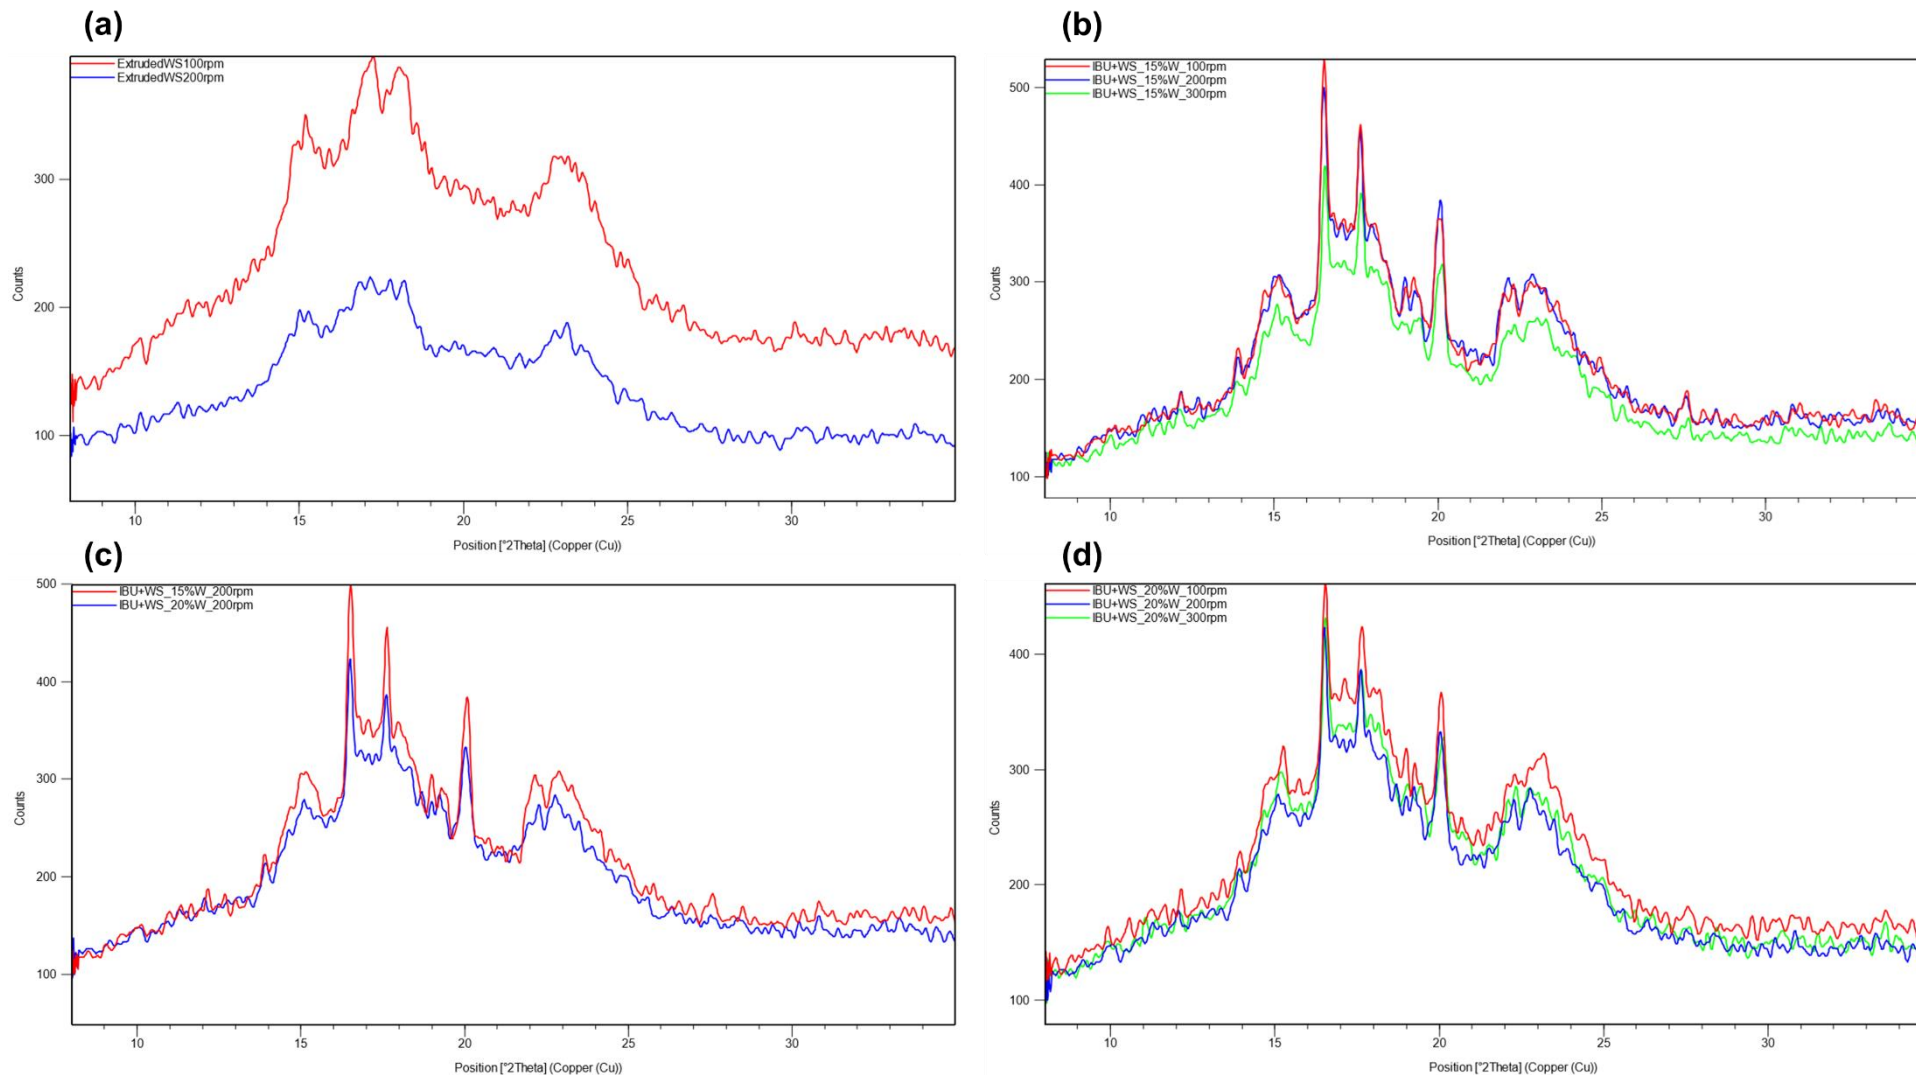 (a)
ExtrudedWS100rpm
ExtrudedWS200rpm
300
200
100
Counts
10 15 20 25 30
Position [°2Theta] (Copper (Cu))
(b)
IBU+WS_15%W_100rpm
IBU+WS_15%W_200rpm
IBU+WS_15%W_300rpm
500
400
300
200
100
Counts
10 15 20 25 30
Position [°2Theta] (Copper (Cu))
(c)
IBU+WS_15%W_200rpm
IBU+WS_20%W_200rpm
500
400
300
200
100
Counts
10 15 20 25 30
Position [°2Theta] (Copper (Cu))
(d)
IBU+WS_20%W_100rpm
IBU+WS_20%W_200rpm
IBU+WS_20%W_300rpm
400
300
200
100
Counts
10 15 20 25 30
Position [°2Theta] (Copper (Cu))